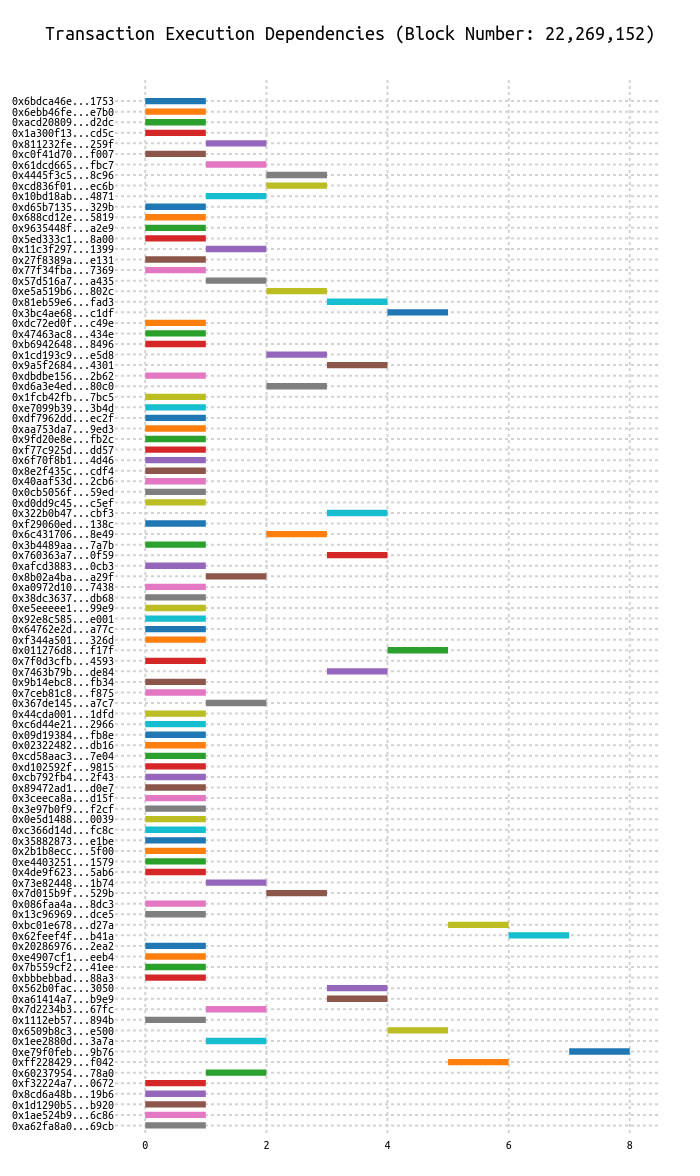 Transaction Execution Dependencies (Block Number: 22,269,152)
0x6bdca46e...1753
0x6ebb46fe...e7b0
0xacd20809...d2dc
0x1a300f13...cd5c
0x811232fe...259f
0xc0f41d70...f007
0x61dcd665...fbc7
0x4445f3c5...8c96
0xcd836f01...ec6b
0x10bd18ab...4871
0xd65b7135...329b
0x688cd12e...5819
0x9635448f...a2e9
0x5ed333c1...8a00
0x11c3f297...1399
0x27f8389a...e131
0x77f34fba...7369
0x57d516a7...a435
0xe5a519b6...802c
0x81eb59e6...fad3
0x3bc4ae68...c1df
0xdc72ed0f...c49e
0x47463ac8...434e
0xb6942648...8496
0x1cd193c9...e5d8
0x9a5f2684...4301
0xdbdbe156...2b62
0xd6a3e4ed...80c0
0x1fcb42fb...7bc5
0xe7099b39...3b4d
0xdf7962dd...ec2f
0xaa753da7...9ed3
0x9fd20e8e...fb2c
0xf77c925d...dd57
0x6f70f8b1...4d46
0x8e2f435c...cdf4
0x40aaf53d...2cb6
0x0cb5056f...59ed
0xd0dd9c45...c5ef
0x322b0b47...cbf3
0xf29060ed...138c
0x6c431706...8e49
0x3b4489aa...7a7b
0x760363a7...0f59
0xafcd3883...0cb3
0x8b02a4ba...a29f
0xa0972d10...7438
0x38dc3637...db68
0xe5eeeee1...99e9
0x92e8c585...e001
0x64762e2d...a77c
0xf344a501...326d
0x011276d8...f17f
0x7f0d3cfb...4593
0x7463b79b...de84
0x9b14ebc8...fb34
0x7ceb81c8...f875
0x367de145...a7c7
0x44cda001...1dfd
0xc6d44e21...2966
0x09d19384...fb8e
0x02322482...db16
0xcd58aac3...7e04
0xd102592f...9815
0xcb792fb4...2f43
0x89472ad1...d0e7
0x3ceeca8a...d15f
0x3e97b0f9...f2cf
0x0e5d1488...0039
0xc366d14d...fc8c
0x35882873...e1be
0x2b1b8ecc...5f00
0xe4403251...1579
0x4de9f623...5ab6
0x73e82448...1b74
0x7d015b9f...529b
0x086faa4a...8dc3
0x13c96969...dce5
0xbc01e678...d27a
0x62feef4f...b41a
0x20286976...2ea2
0xe4907cf1...eeb4
0x7b559cf2...41ee
0xbbbebbad...88a3
0x562b0fac...3050
0xa61414a7...b9e9
0x7d2234b3...67fc
0x1112eb57...894b
0x6509b8c3...e500
0x1ee2880d...3a7a
0xe79f0feb...9b76
0xff228429...f042
0x60237954...78a0
0xf32224a7...0672
0x8cd6a48b...19b6
0x1d1290b5...b920
0x1ae524b9...6c86
0xa62fa8a0...69cb
0 2 4 6 8